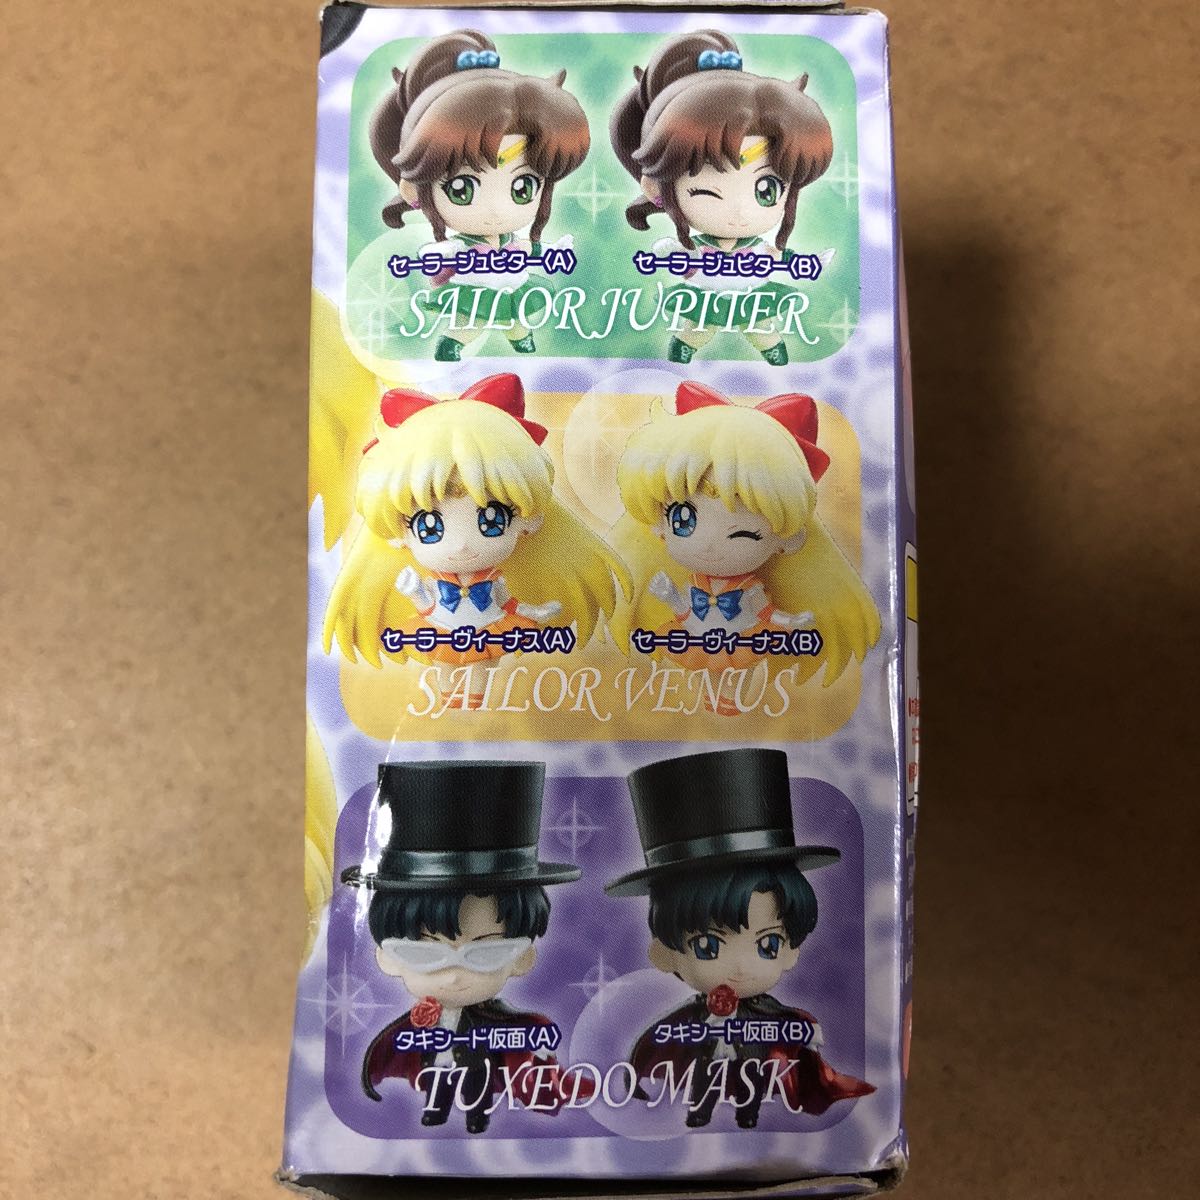 セーラージュピター〈A〉 セーラージュピター〈B〉
SAILOR JUPITER
セーラーヴィーナス〈A〉 セーラーヴィーナス〈B〉
SAILOR VENUS
タキシード仮面〈A〉 タキシード仮面〈B〉
TUXEDO MASK